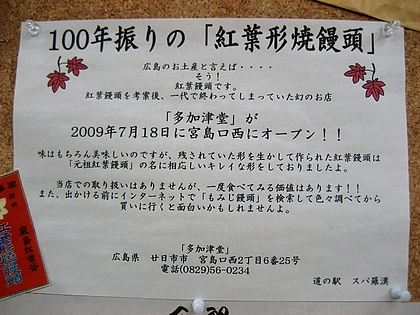 100年振りの「紅葉形焼饅頭」
広島のお土産と言えば・・・・
そう！
紅葉饅頭です。
紅葉饅頭を考案後、一代で終わってしまっていた幻のお店
「多加津堂」が
2009年7月18日に宮島口西にオープン！！
味はもちろん美味しいのですが、残されていた形を生かして作られた紅葉饅頭は
「元祖紅葉饅頭」の名に相応しいキレイな形をしておりましたよ。
当店での取り扱いはありませんが、一度食べてみる価値はあります！！
また、出かける前にインターネットで「もみじ饅頭」を検索して色々調べてから
買いに行くと面白いかもしれませんよ。
「多加津堂」
広島県　廿日市市　宮島口西2丁目6番25号
電話(0829)56-0234
道の駅　スパ羅漢